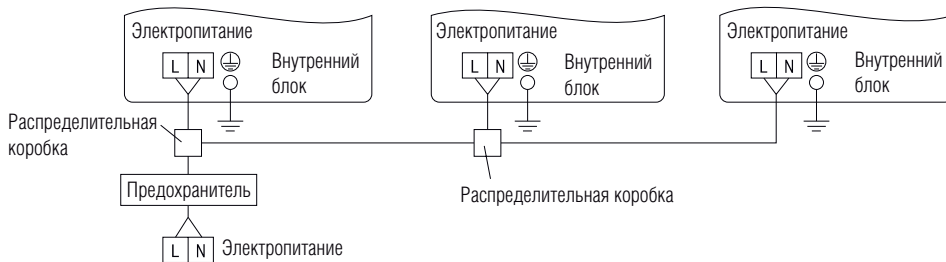 Электропитание
L N
Внутренний
блок
Электропитание
L N
Внутренний
блок
Электропитание
L N
Внутренний
блок
Распределительная
коробка
Предохранитель
Распределительная коробка
L N Электропитание